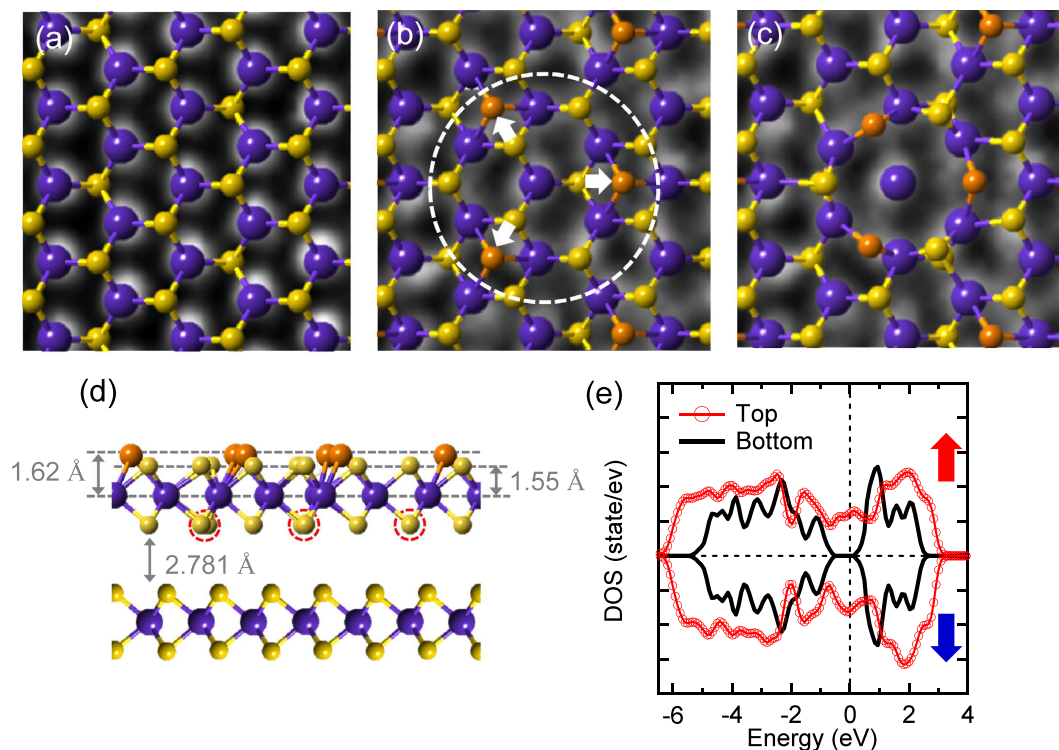 (a)
(b)
(c)
(d)
1.62 Å
1.55 Å
2.781 Å
(e)
Top
Bottom
DOS (state/ev)
-6 -4 -2 0 2 4
Energy (eV)